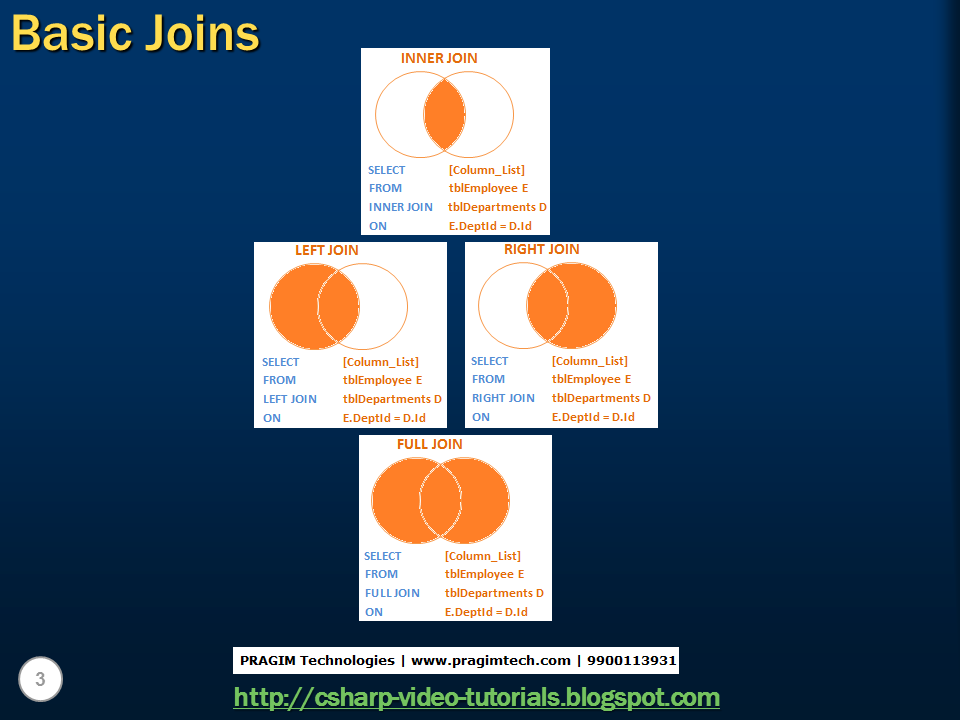 Basic Joins
INNER JOIN
SELECT [Column_List]
FROM tblEmployee E
INNER JOIN tblDepartments D
ON E.DeptId = D.Id
LEFT JOIN
SELECT [Column_List]
FROM tblEmployee E
LEFT JOIN tblDepartments D
ON E.DeptId = D.Id
RIGHT JOIN
SELECT [Column_List]
FROM tblEmployee E
RIGHT JOIN tblDepartments D
ON E.DeptId = D.Id
FULL JOIN
SELECT [Column_List]
FROM tblEmployee E
FULL JOIN tblDepartments D
ON E.DeptId = D.Id
PRAGIM Technologies | www.pragimtech.com | 9900113931
3
http://csharp-video-tutorials.blogspot.com